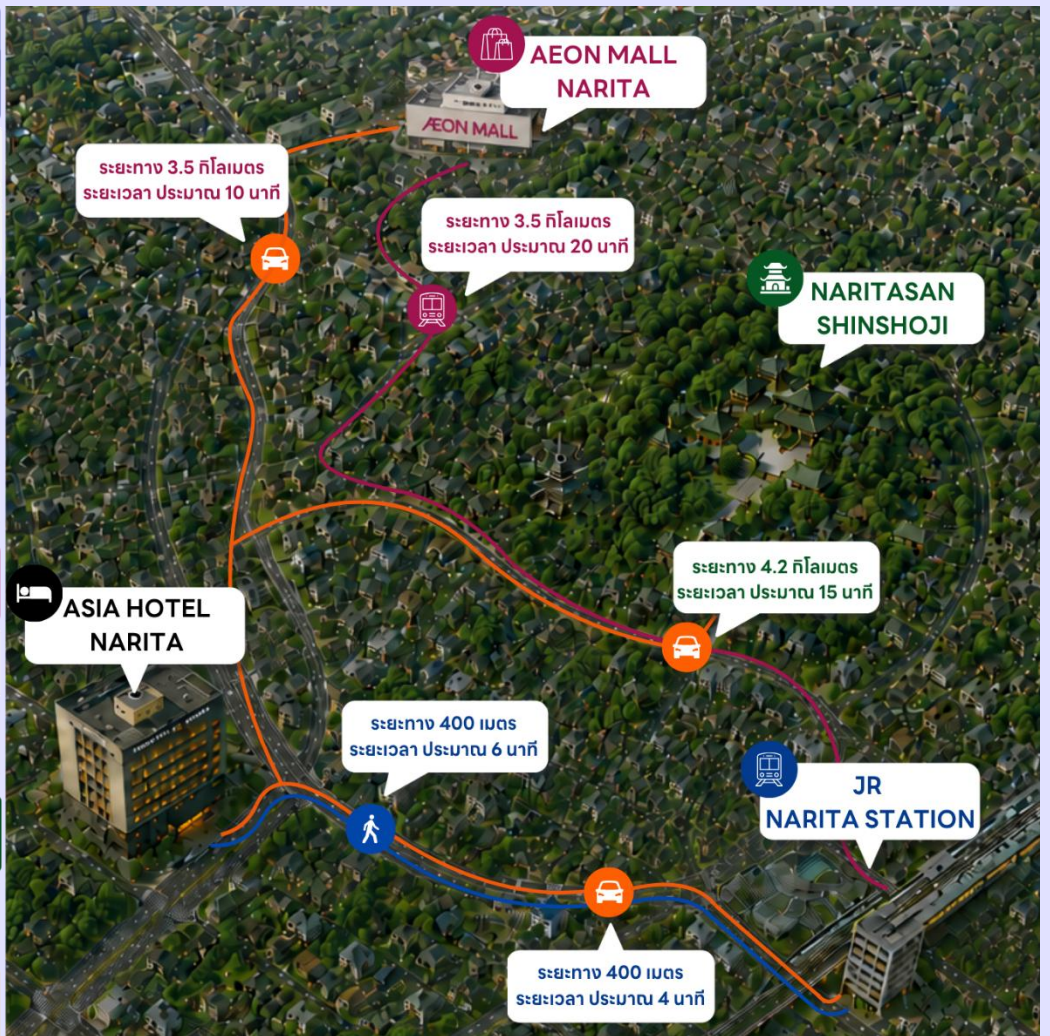 AEON MALL
NARITA
ÆON MALL
ระยะทาง 3.5 กิโลเมตร
ระยะเวลา ประมาณ 10 นาที
ระยะทาง 3.5 กิโลเมตร
ระยะเวลา ประมาณ 20 นาที
NARITASAN
SHINSHOJI
ระยะทาง 4.2 กิโลเมตร
ระยะเวลา ประมาณ 15 นาที
ASIA HOTEL
NARITA
ระยะทาง 400 เมตร
ระยะเวลา ประมาณ 6 นาที
JR
NARITA STATION
ระยะทาง 400 เมตร
ระยะเวลา ประมาณ 4 นาที